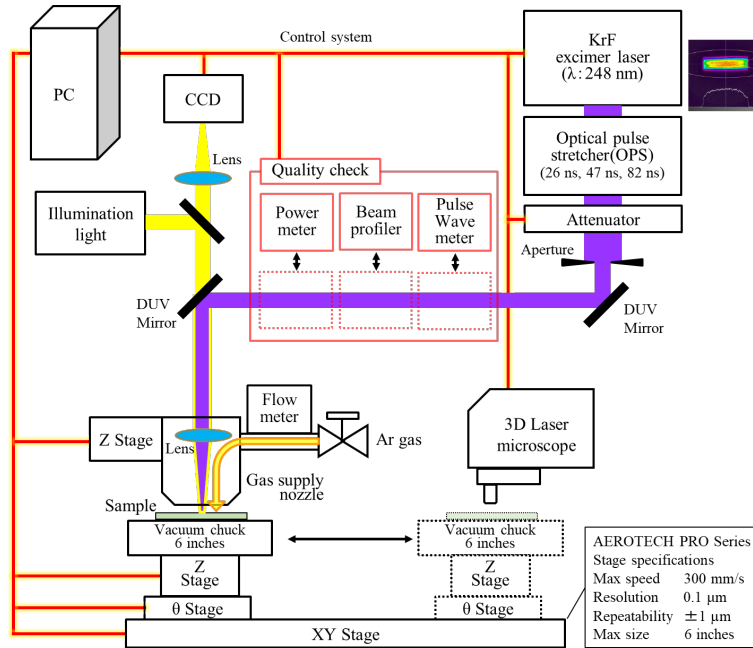 Control system
PC
CCD
KrF
excimer laser
(λ:248 nm)
Lens
Optical pulse
stretcher(OPS)
(26 ns, 47 ns, 82 ns)
Quality check
Illumination
light
Power
meter
Beam
profiler
Pulse
Wave
meter
Attenuator
Aperture
DUV
Mirror
DUV
Mirror
Flow
meter
Z Stage
Lens
Ar gas
3D Laser
microscope
Gas supply
nozzle
Sample
Vacuum chuck
6 inches
Vacuum chuck
6 inches
Z
Stage
Z
Stage
θ Stage
θ Stage
XY Stage
AEROTECH PRO Series
Stage specifications
Max speed 300 mm/s
Resolution 0.1 μm
Repeatability ±1 μm
Max size 6 inches